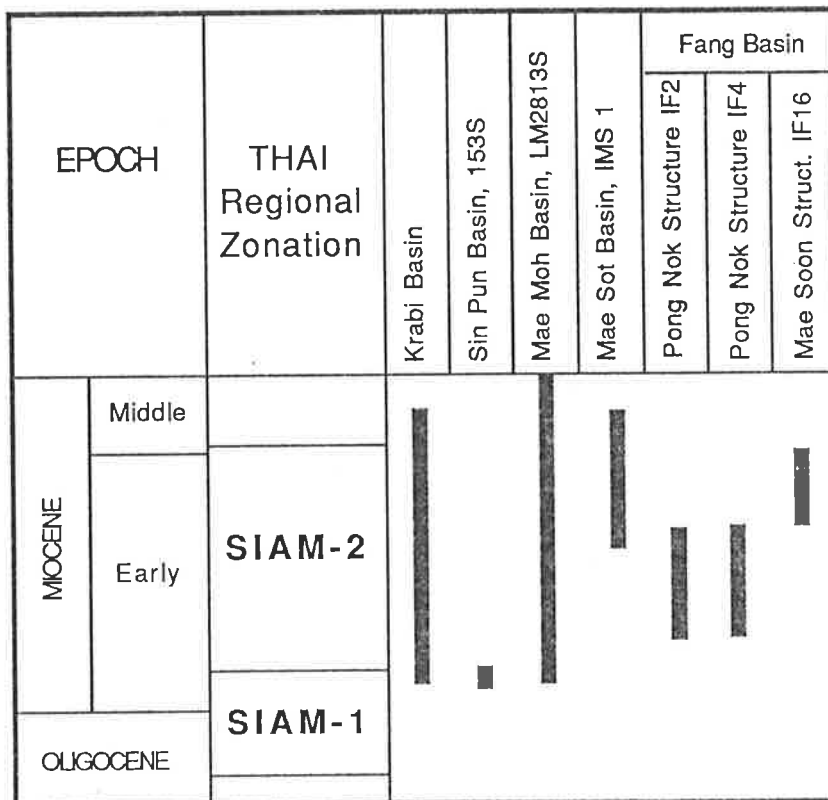 EPOCH
THAI
Regional
Zonation
Krabi Basin
Sin Pun Basin, 153S
Mae Moh Basin, LM2813S
Mae Sot Basin, IMS 1
Fang Basin
Pong Nok Structure IF2
Pong Nok Structure IF4
Mae Soon Struct. IF16
MIOCENE
Middle
Early
SIAM-2
SIAM-1
OLIGOCENE